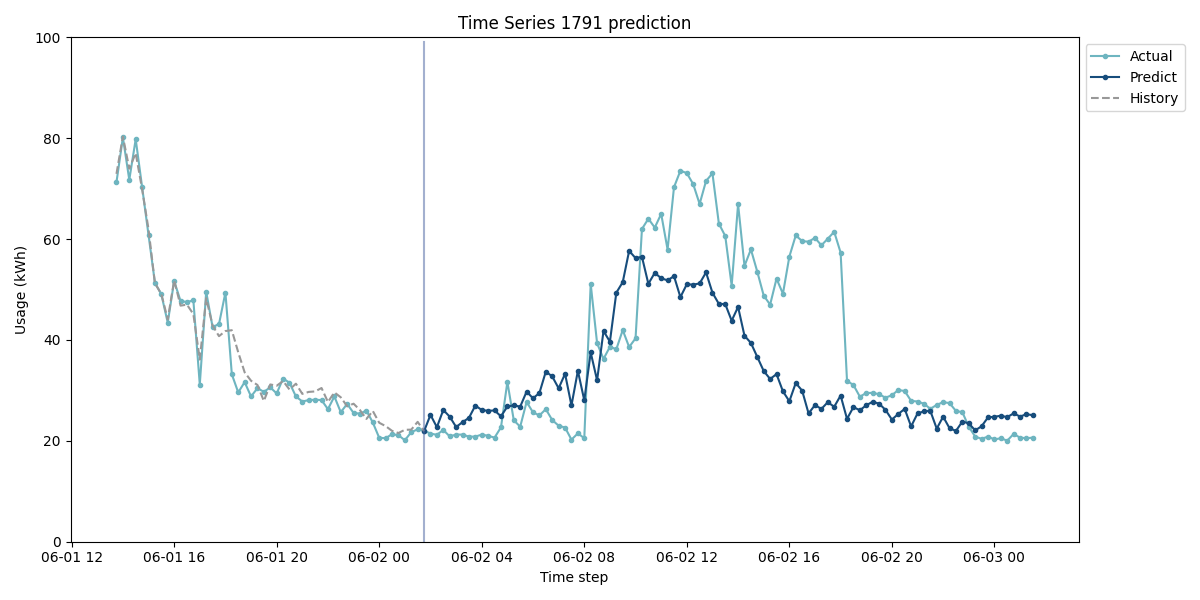 Time Series 1791 prediction
100
80
60
40
20
0
Usage (kWh)
06-01 12
06-01 16
06-01 20
06-02 00
06-02 04
06-02 08
06-02 12
06-02 16
06-02 20
06-03 00
Time step
Actual
Predict
History